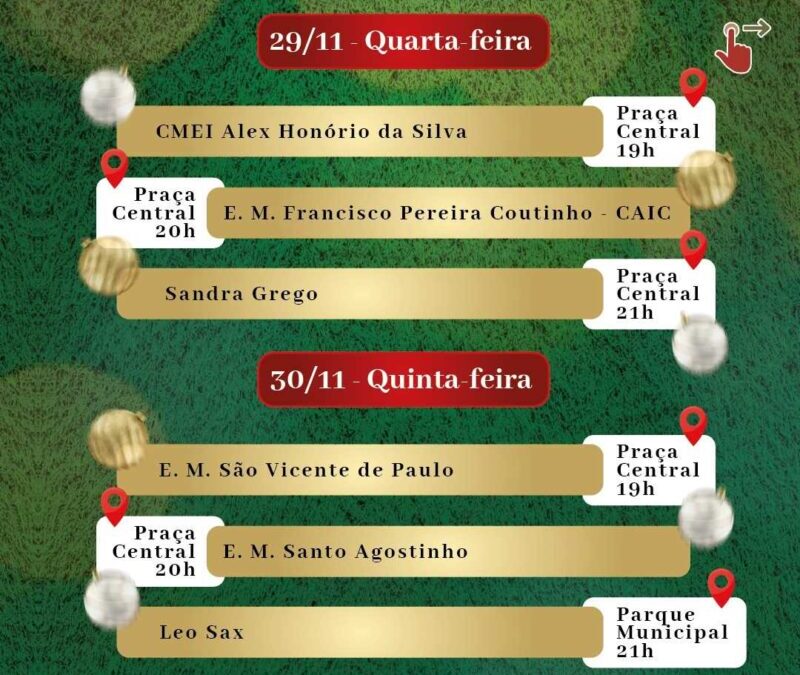 29/11 - Quarta-feira
CMEI Alex Honório da Silva
Praça
Central
19h
Praça
Central
20h
E. M. Francisco Pereira Coutinho - CAIC
Sandra Grego
Praça
Central
21h
30/11 - Quinta-feira
E. M. São Vicente de Paulo
Praça
Central
19h
Praça
Central
20h
E. M. Santo Agostinho
Leo Sax
Parque
Municipal
21h